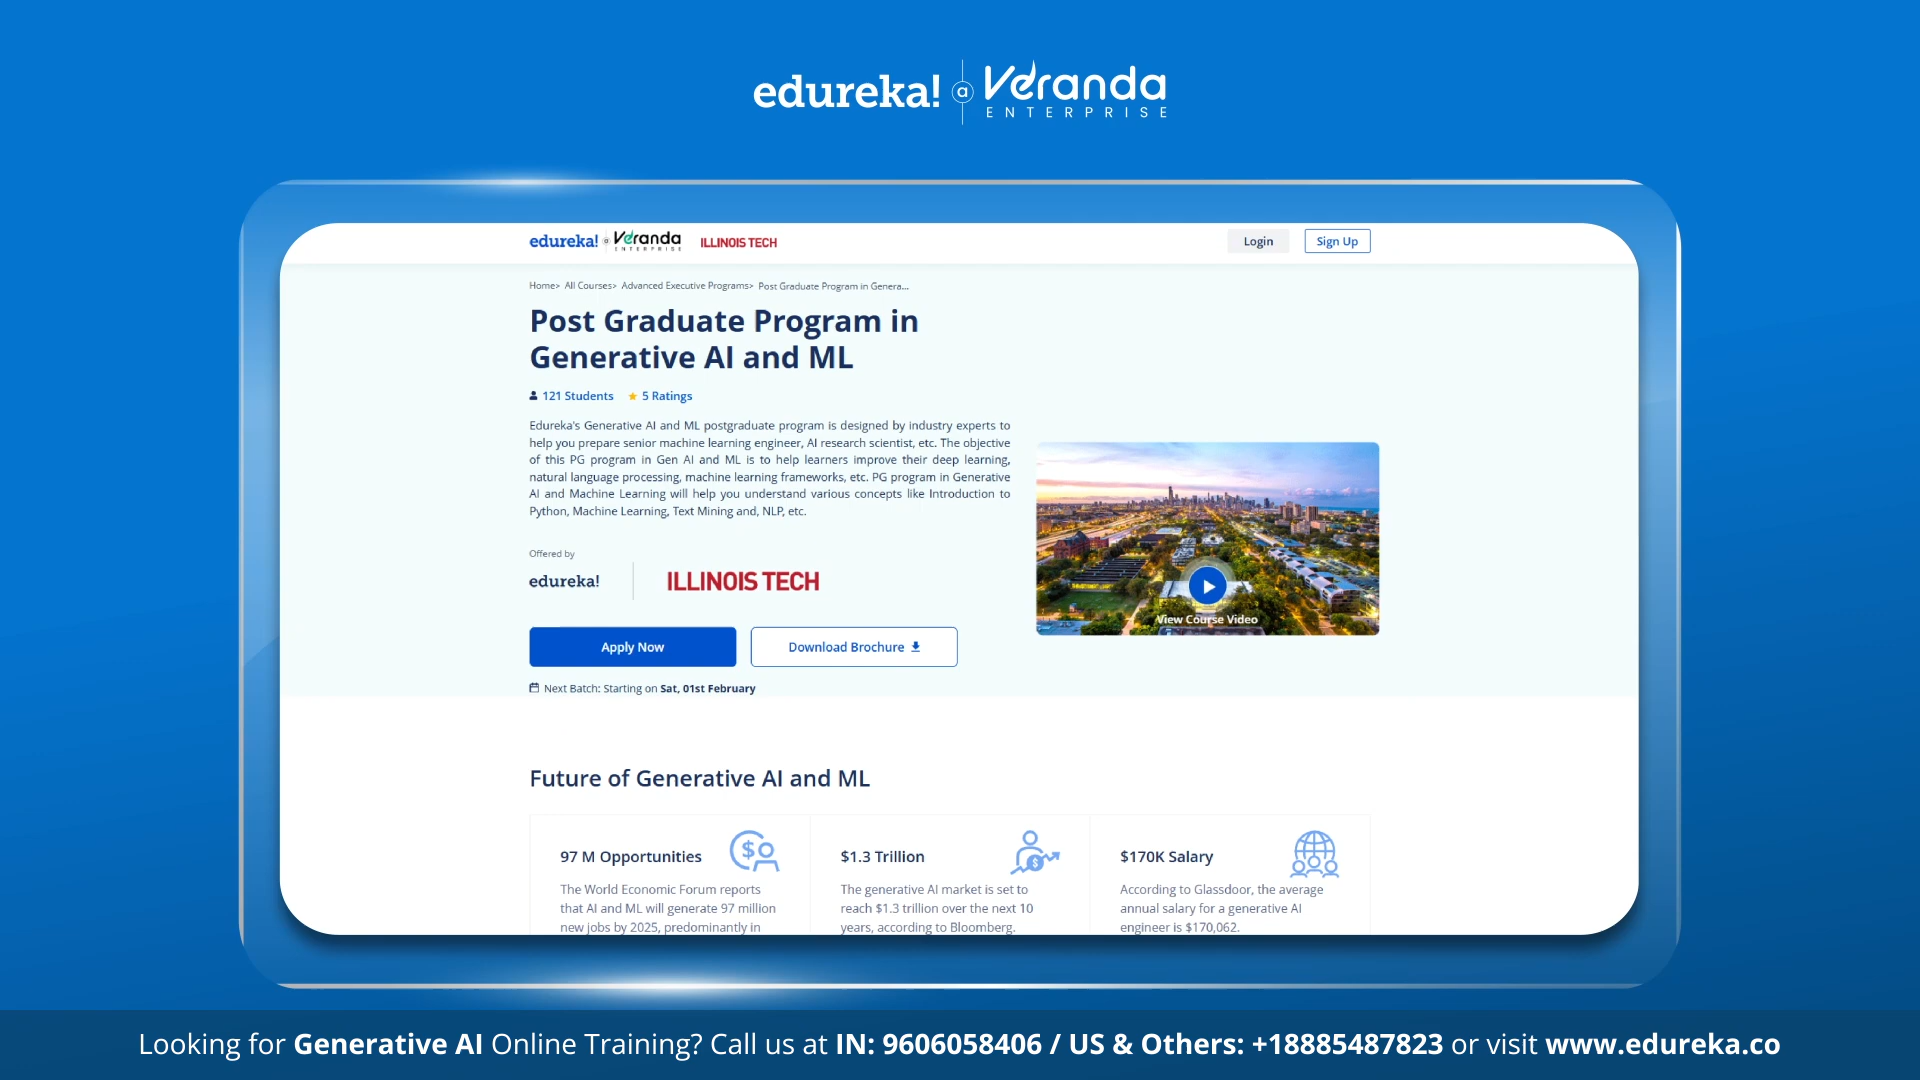 edureka! a Veranda
ENTERPRISE
edureka! a Veranda ILLINOIS TECH
ENTERPRISE
Login
Sign Up
Home> All Courses> Advanced Executive Programs> Post Graduate Program in Genera...
Post Graduate Program in
Generative AI and ML
121 Students 5 Ratings
Edureka's Generative AI and ML postgraduate program is designed by industry experts to
help you prepare senior machine learning engineer, AI research scientist, etc. The objective
of this PG program in Gen AI and ML is to help learners improve their deep learning,
natural language processing, machine learning frameworks, etc. PG program in Generative
AI and Machine Learning will help you understand various concepts like Introduction to
Python, Machine Learning, Text Mining and, NLP, etc.
Offered by
edureka! ILLINOIS TECH
View Course Video
Apply Now
Download Brochure
Next Batch: Starting on Sat, 01st February
Future of Generative AI and ML
97 M Opportunities
The World Economic Forum reports
that AI and ML will generate 97 million
new jobs by 2025, predominantly in
$1.3 Trillion
The generative AI market is set to
reach $1.3 trillion over the next 10
years, according to Bloomberg.
$170K Salary
According to Glassdoor, the average
annual salary for a generative AI
engineer is $170,062.
Looking for Generative AI Online Training? Call us at IN: 9606058406 / US & Others: +18885487823 or visit www.edureka.co